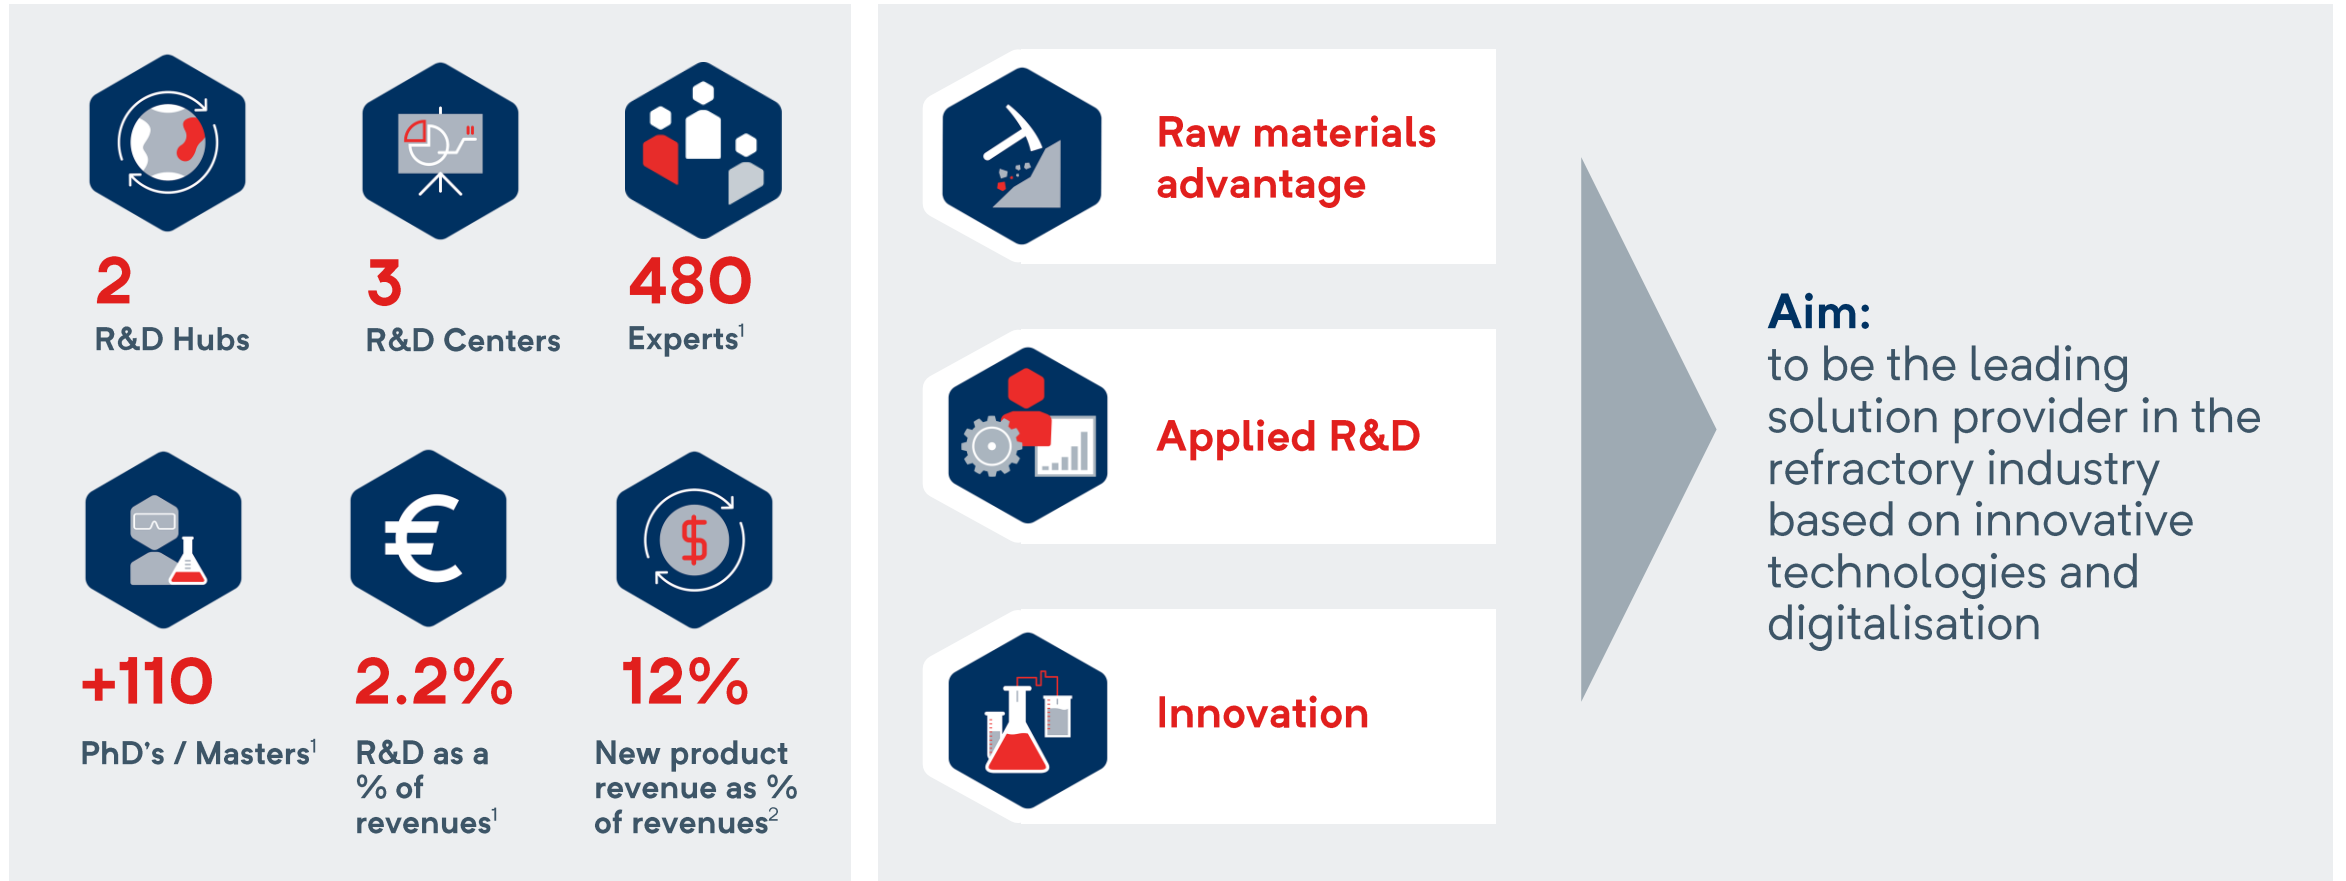 2
R&D Hubs
3
R&D Centers
480
Experts¹
+110
PhD's / Masters¹
2.2%
R&D as a
% of
revenues¹
12%
New product
revenue as %
of revenues²
Raw materials
advantage
Applied R&D
Innovation
Aim:
to be the leading
solution provider in the
refractory industry
based on innovative
technologies and
digitalisation